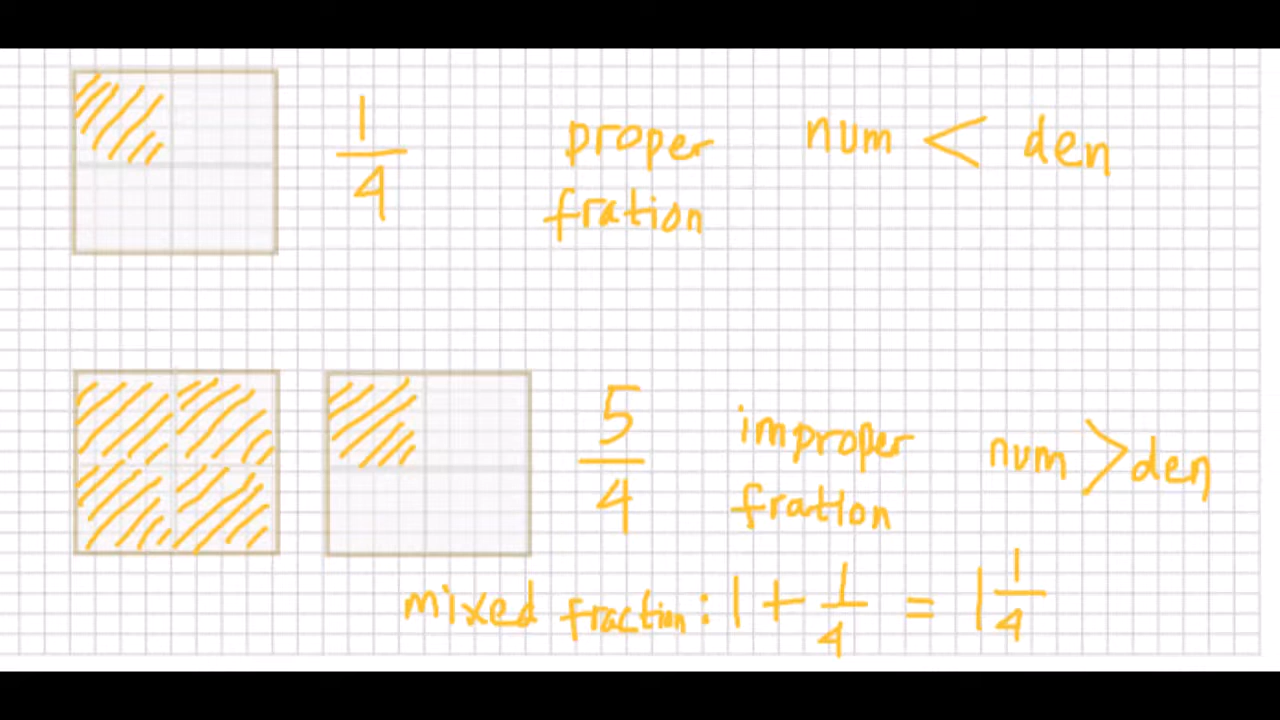 1/4 proper fration num < den
5/4 improper fration num > den
mixed fraction: 1 + 1/4 = 1 1/4